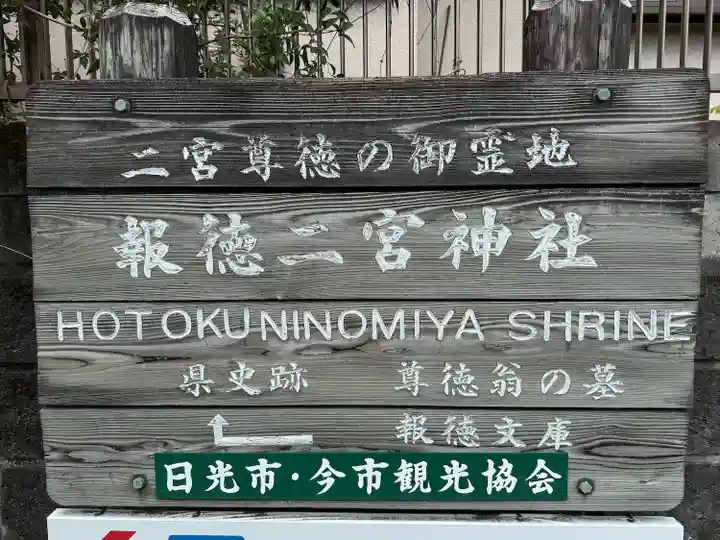 二宮尊徳の御霊地
報徳二宮神社
HOTOKUNINOMIYA SHRINE
県史跡 尊徳翁の墓
報徳文庫
日光市・今市観光協会